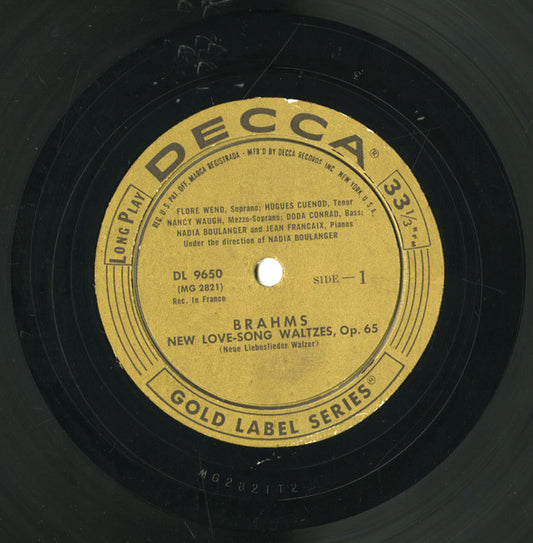 DECCA®
REG. U.S. PAT. OFF. MARCA REGISTRADA - MFR'D BY DECCA RECORDS INC. NEW YORK, U.S.A.
LONG PLAY
33 1/3 RPM
FLORE WEND, Soprano; HUGUES CUENOD, Tenor
NANCY WAUGH, Mezzo-Soprano; DODA CONRAD, Bass;
NADIA BOULANGER and JEAN FRANCAIX, Pianos
Under the direction of NADIA BOULANGER
DL 9650
(MG 2821)
Rec. in France
SIDE — 1
BRAHMS
NEW LOVE-SONG WALTZES, Op. 65
(Neue Liebeslieder Walzer)
GOLD LABEL SERIES®
MG2821T2